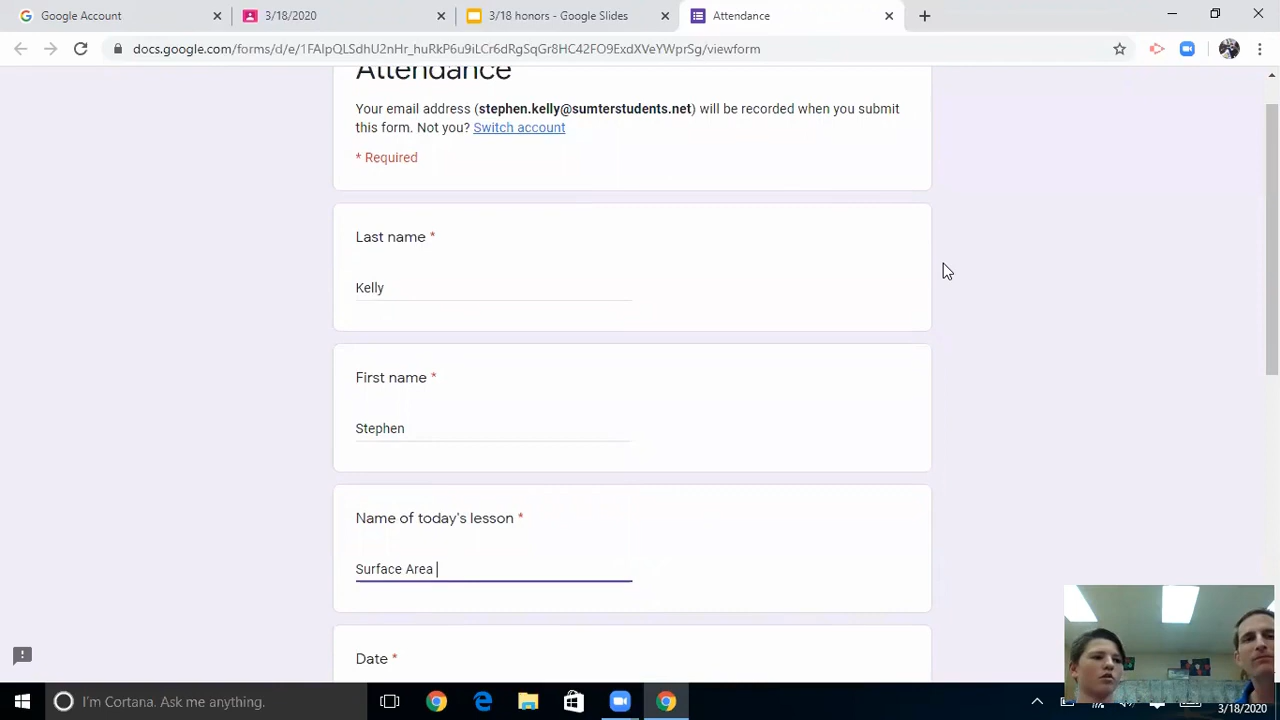 Google Account
3/18/2020
3/18 honors - Google Slides
Attendance
docs.google.com/forms/d/e/1FAIpQLSdhU2nHr_huRkP6u9iLCr6dRgSqGr8HC42FO9ExdXVeYWprSg/viewform
Attendance
Your email address (stephen.kelly@sumterstudents.net) will be recorded when you submit
this form. Not you? Switch account
* Required
Last name *
Kelly
First name *
Stephen
Name of today's lesson *
Surface Area
Date *
I'm Cortana. Ask me anything.
3/18/2020